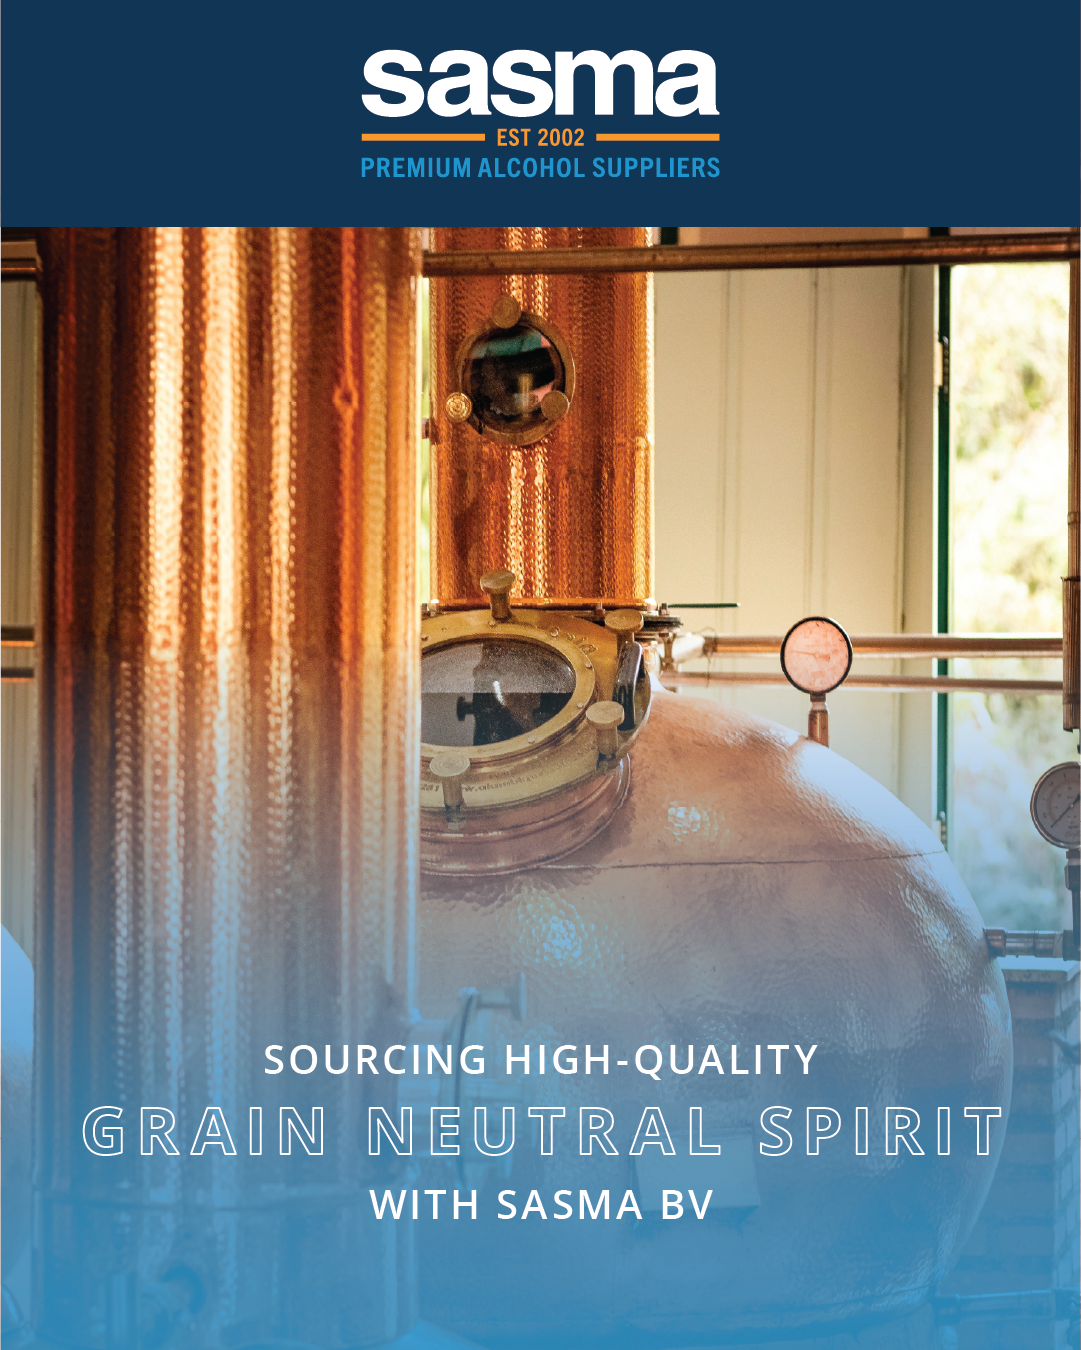 sasma
EST 2002
PREMIUM ALCOHOL SUPPLIERS
SOURCING HIGH-QUALITY
GRAIN NEUTRAL SPIRIT
WITH SASMA BV